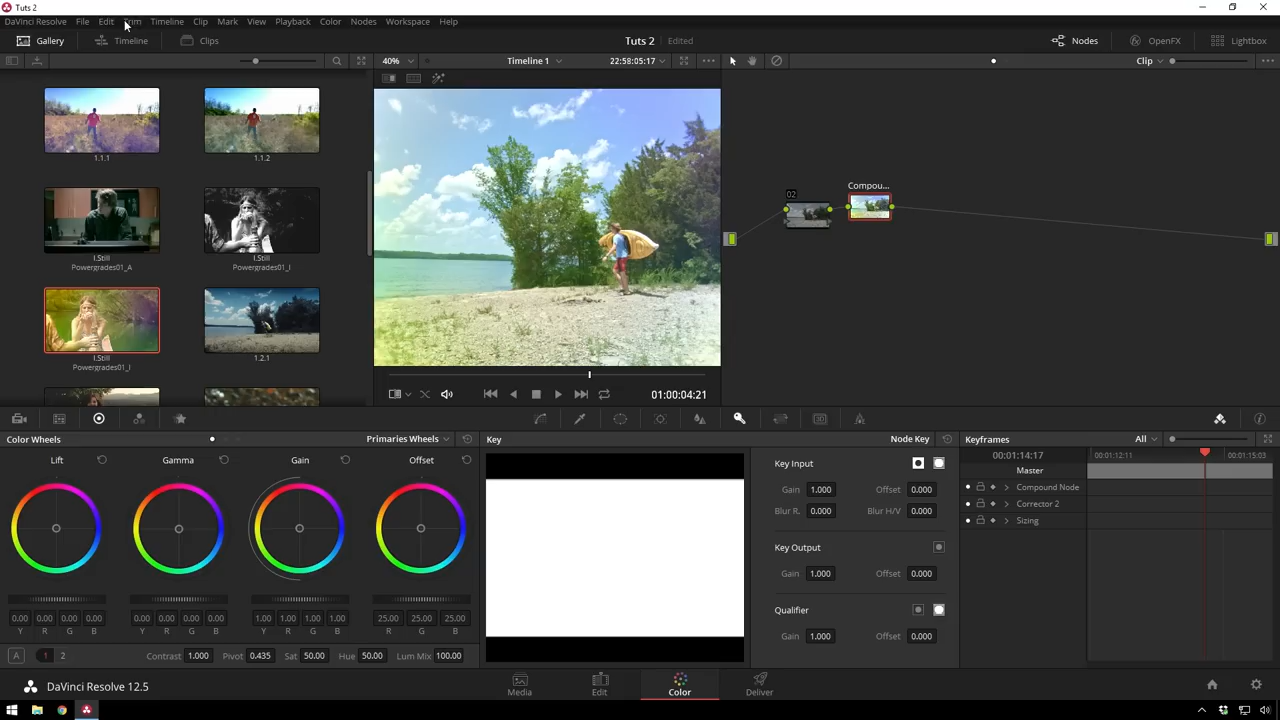 Tuts 2
DaVinci Resolve File Edit Trim Timeline Clip Mark View Playback Color Nodes Workspace Help
Gallery Timeline Clips Tuts 2 Edited Nodes OpenFX Lightbox
40% Timeline 1 22:58:05:17 Clip
1.1.1 1.1.2
02 Compou...
I.Still I.Still
Powergrades01_A Powergrades01_I
I.Still 1.2.1
Powergrades01_I
01:00:04:21
Color Wheels Primaries Wheels Key Node Key Keyframes All
Lift Gamma Gain Offset
Key Input
00:01:14:17 00:01:12:11 00:01:15:03
Master
Gain 1.000 Offset 0.000
Compound Node
Blur R. 0.000 Blur H/V 0.000
Corrector 2
Sizing
Key Output
Gain 1.000 Offset 0.000
Qualifier
0.00 0.00 0.00 0.00 0.00 0.00 0.00 0.00 1.00 1.00 1.00 1.00 25.00 25.00 25.00
Y R G B Y R G B Y R G B R G B
Gain 1.000 Offset 0.000
A 1 2 Contrast 1.000 Pivot 0.435 Sat 50.00 Hue 50.00 Lum Mix 100.00
DaVinci Resolve 12.5 Media Edit Color Deliver